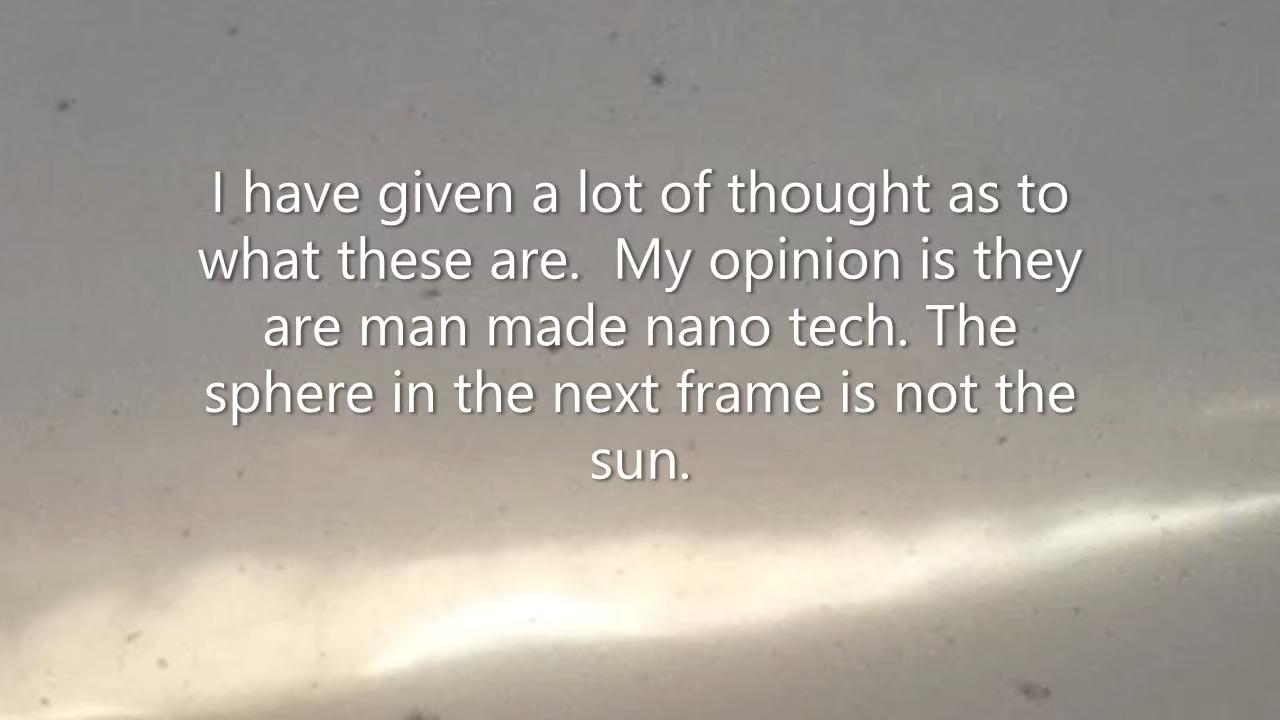 I have given a lot of thought as to
what these are.  My opinion is they
are man made nano tech. The
sphere in the next frame is not the
sun.